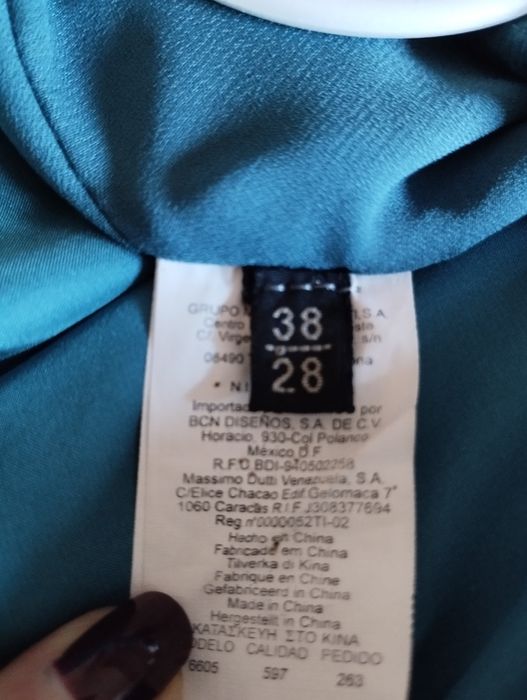 38
28
GRUPO
S.A.
Centro
C/. Virge
s/n
08490
N.I.
Importad por
BCN DISEÑOS, S.A. DE C.V.
Horacio, 930-Col Polanco
México D.F.
R.F.C BDI-940502258
Massimo Dutti Venezuela, S.A.
C/Elice Chacao Edif. Gelomaca 7°
1060 Caracas R.I.F J308377694
Reg n°0000052TI-02
Hecho en China
Fabricado em China
Tilverka di Kina
Fabrique en Chine
Gefabriceerd in China
Made in China
Hergestellt in China
ΚΑΤΑΣΚΕΥΗ ΣΤΟ ΚΙΝΑ
ODELO CALIDAD PEDIDO
6605 597 263